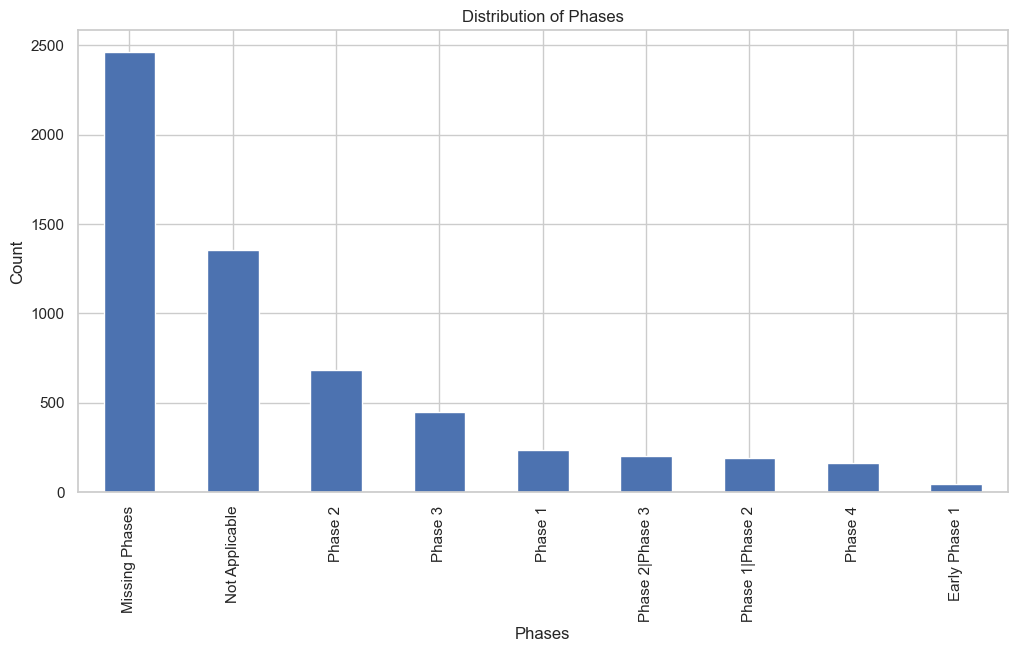 Distribution of Phases
2500
2000
1500
1000
500
0
Count
Missing Phases
Not Applicable
Phase 2
Phase 3
Phase 1
Phase 2|Phase 3
Phase 1|Phase 2
Phase 4
Early Phase 1
Phases